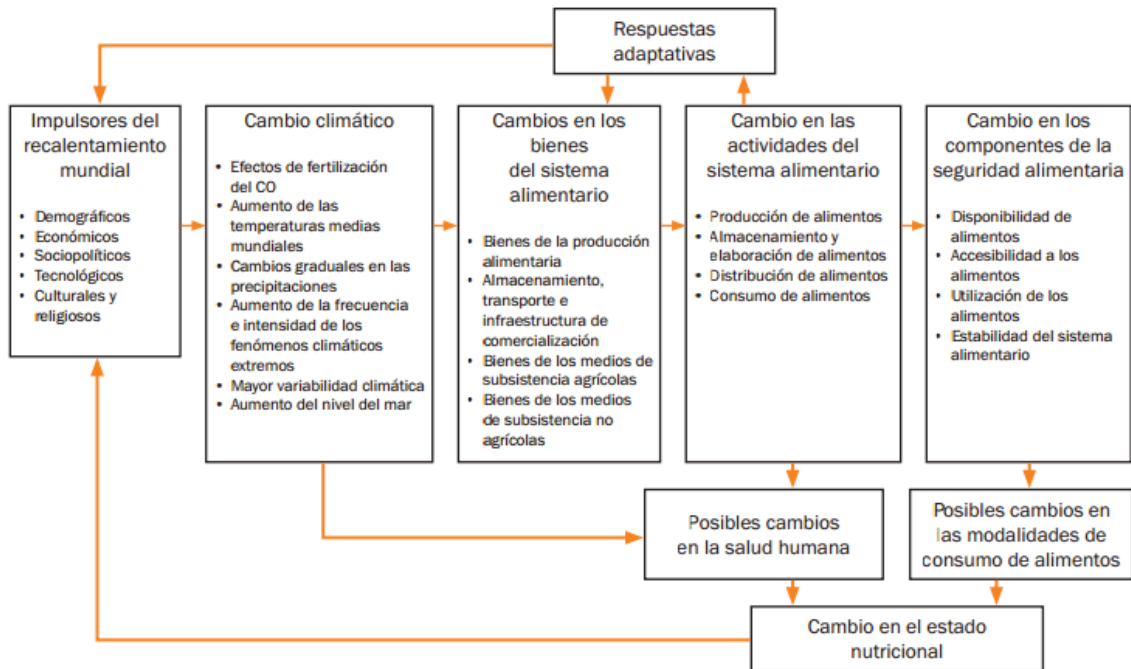 Respuestas
adaptativas
Impulsores del
recalentamiento
mundial
• Demográficos
• Económicos
• Sociopolíticos
• Tecnológicos
• Culturales y
religiosos
Cambio climático
• Efectos de fertilización
del CO
• Aumento de las
temperaturas medias
mundiales
• Cambios graduales en las
precipitaciones
• Aumento de la frecuencia
e intensidad de los
fenómenos climáticos
extremos
• Mayor variabilidad climática
• Aumento del nivel del mar
Cambios en los
bienes
del sistema
alimentario
• Bienes de la producción
alimentaria
• Almacenamiento,
transporte e
infraestructura de
comercialización
• Bienes de los medios de
subsistencia agrícolas
• Bienes de los medios
de subsistencia no
agrícolas
Cambio en las
actividades del
sistema alimentario
• Producción de alimentos
• Almacenamiento y
elaboración de alimentos
• Distribución de alimentos
• Consumo de alimentos
Cambio en los
componentes de la
seguridad alimentaria
• Disponibilidad de
alimentos
• Accesibilidad a los
alimentos
• Utilización de los
alimentos
• Estabilidad del sistema
alimentario
Posibles cambios
en la salud humana
Posibles cambios en
las modalidades de
consumo de alimentos
Cambio en el estado
nutricional